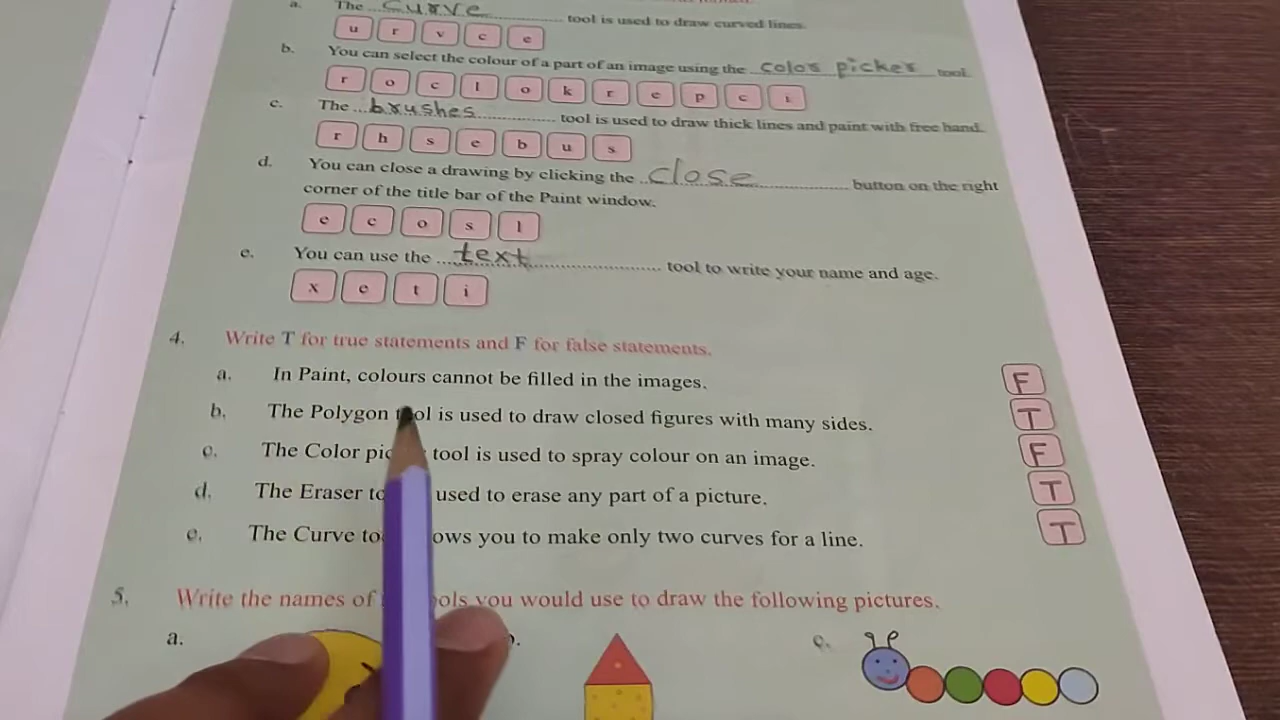 a. The curve tool is used to draw curved lines.
u r v c e
b. You can select the colour of a part of an image using the color picker tool.
r o c l o k r e p c i
c. The brushes tool is used to draw thick lines and paint with free hand.
r h s e b u s
d. You can close a drawing by clicking the close button on the right
corner of the title bar of the Paint window.
e c o s l
e. You can use the text tool to write your name and age.
x e t i
4. Write T for true statements and F for false statements.
a. In Paint, colours cannot be filled in the images. F
b. The Polygon tool is used to draw closed figures with many sides. T
c. The Color pic tool is used to spray colour on an image. F
d. The Eraser to used to erase any part of a picture. T
e. The Curve to ows you to make only two curves for a line. T
5. Write the names of ols you would use to draw the following pictures.
a. c.